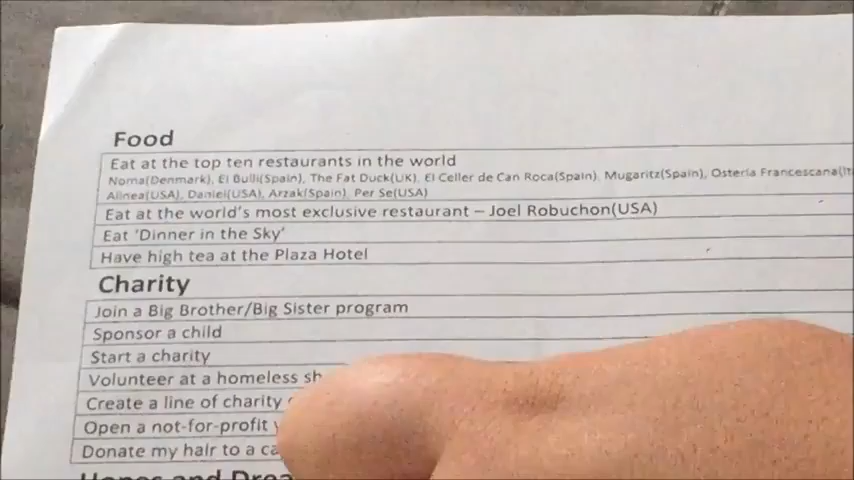 Food
Eat at the top ten restaurants in the world
Noma(Denmark), El Bulli(Spain), The Fat Duck(UK), El Celler de Can Roca(Spain), Mugaritz(Spain), Osteria Francescana(It
Alinea(USA), Daniel(USA), Arzak(Spain), Per Se(USA)
Eat at the world's most exclusive restaurant – Joel Robuchon(USA)
Eat 'Dinner in the Sky'
Have high tea at the Plaza Hotel
Charity
Join a Big Brother/Big Sister program
Sponsor a child
Start a charity
Volunteer at a homeless sh
Create a line of charity
Open a not-for-profit
Donate my hair to a ca
Hopes and Drea